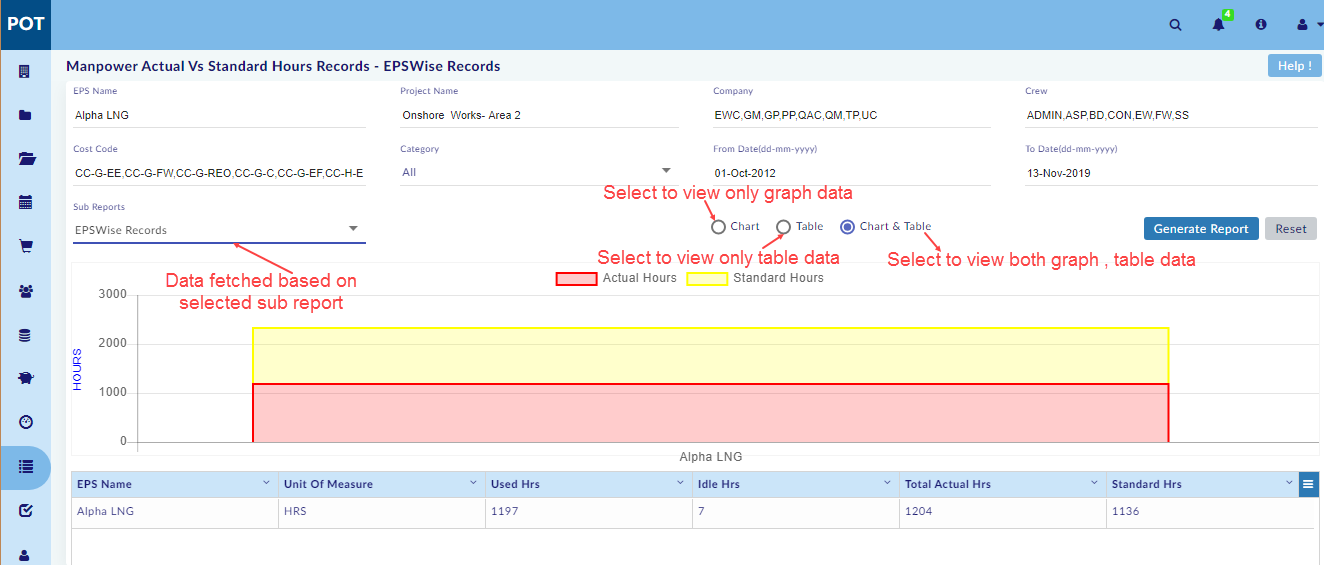 POT
4
Manpower Actual Vs Standard Hours Records - EPSWise Records
Help !
EPS Name
Project Name
Company
Crew
Alpha LNG
Onshore Works- Area 2
EWC,GM,GP,PP,QAC,QM,TP,UC
ADMIN,ASP,BD,CON,EW,FW,SS
Cost Code
Category
From Date(dd-mm-yyyy)
To Date(dd-mm-yyyy)
CC-G-EE,CC-G-FW,CC-G-REO,CC-G-C,CC-G-EF,CC-H-E
All
01-Oct-2012
13-Nov-2019
Select to view only graph data
Sub Reports
EPSWise Records
Chart
Table
Chart & Table
Generate Report
Reset
Select to view only table data
Select to view both graph , table data
Data fetched based on
selected sub report
Actual Hours
Standard Hours
HOURS
3000
2000
1000
0
Alpha LNG
EPS Name
Unit Of Measure
Used Hrs
Idle Hrs
Total Actual Hrs
Standard Hrs
Alpha LNG
HRS
1197
7
1204
1136